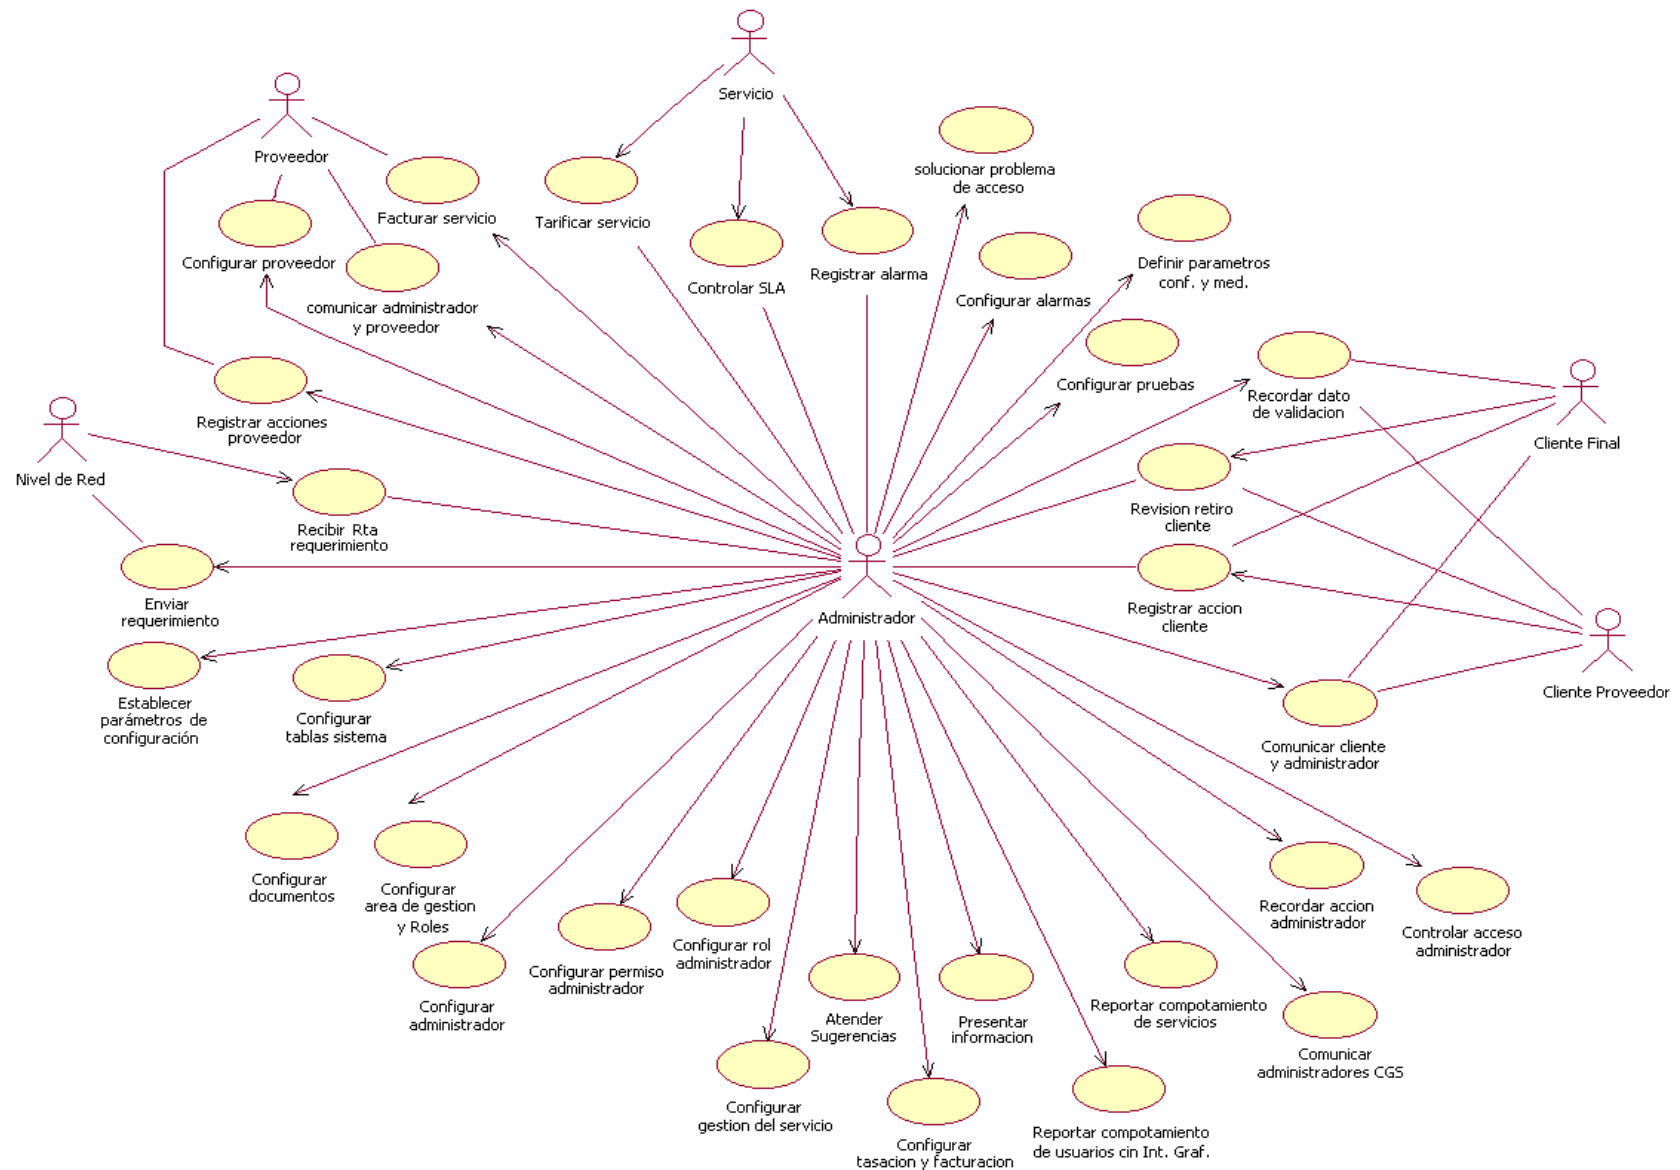 Servicio
Proveedor
solucionar problema
de acceso
Facturar servicio
Tarificar servicio
Configurar proveedor
Registrar alarma
Definir parametros
conf. y med.
Controlar SLA
Configurar alarmas
comunicar administrador
y proveedor
Configurar pruebas
Recordar dato
de validacion
Registrar acciones
proveedor
Cliente Final
Nivel de Red
Recibir Rta
requerimiento
Revision retiro
cliente
Enviar
requerimiento
Administrador
Registrar accion
cliente
Establecer
parámetros de
configuración
Configurar
tablas sistema
Cliente Proveedor
Comunicar cliente
y administrador
Configurar
documentos
Configurar
area de gestion
y Roles
Recordar accion
administrador
Controlar acceso
administrador
Configurar rol
administrador
Configurar permiso
administrador
Configurar
administrador
Atender
Sugerencias
Presentar
informacion
Reportar compotamiento
de servicios
Comunicar
administradores CGS
Configurar
gestion del servicio
Configurar
tasacion y facturacion
Reportar compotamiento
de usuarios cin Int. Graf.